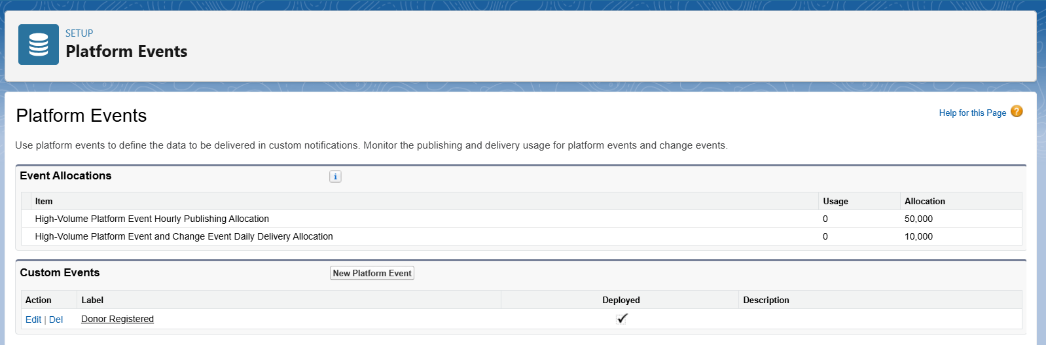 SETUP
Platform Events
Platform Events
Help for this Page ?
Use platform events to define the data to be delivered in custom notifications. Monitor the publishing and delivery usage for platform events and change events.
Event Allocations i
Item Usage Allocation
High-Volume Platform Event Hourly Publishing Allocation 0 50,000
High-Volume Platform Event and Change Event Daily Delivery Allocation 0 10,000
Custom Events New Platform Event
Action Label Deployed Description
Edit | Del Donor Registered